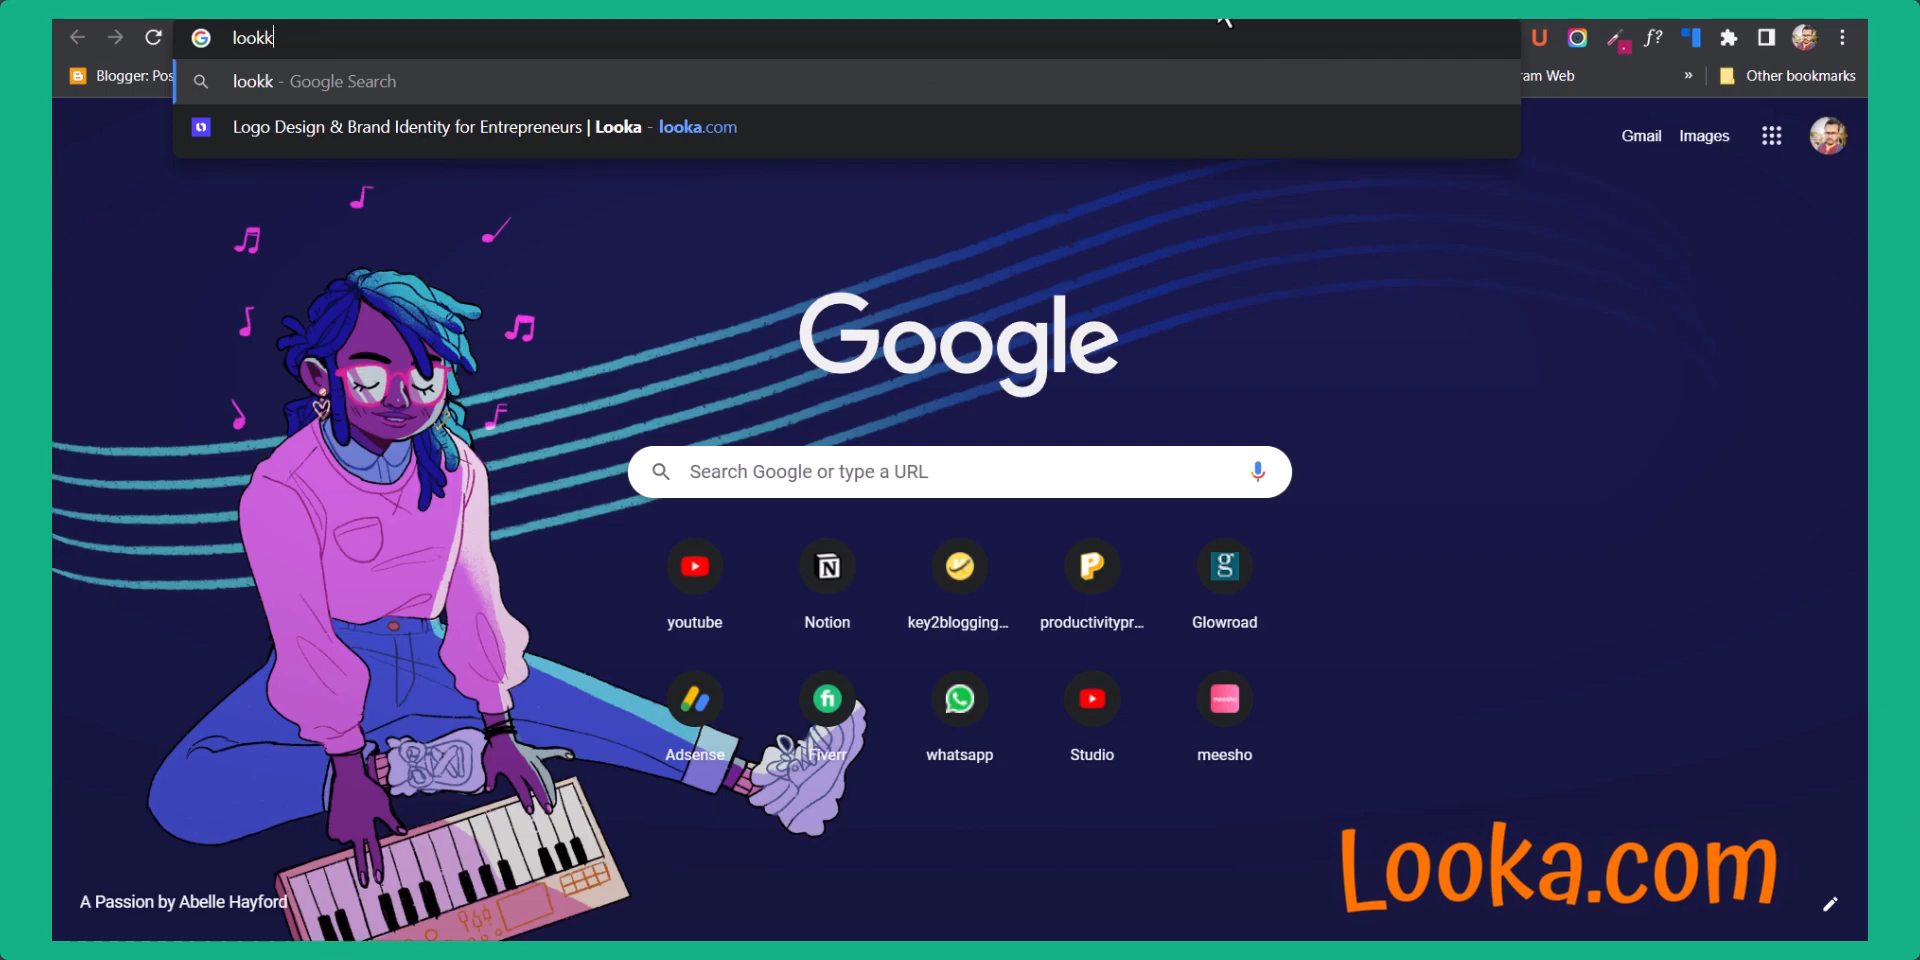 lookk
Blogger: Pos
lookk - Google Search
Logo Design & Brand Identity for Entrepreneurs | Looka - looka.com
ram Web
»
Other bookmarks
Gmail Images
Google
Search Google or type a URL
youtube
Notion
key2blogging...
productivitypr...
Glowroad
Adsense
Fiverr
whatsapp
Studio
meesho
A Passion by Abelle Hayford
Looka.com